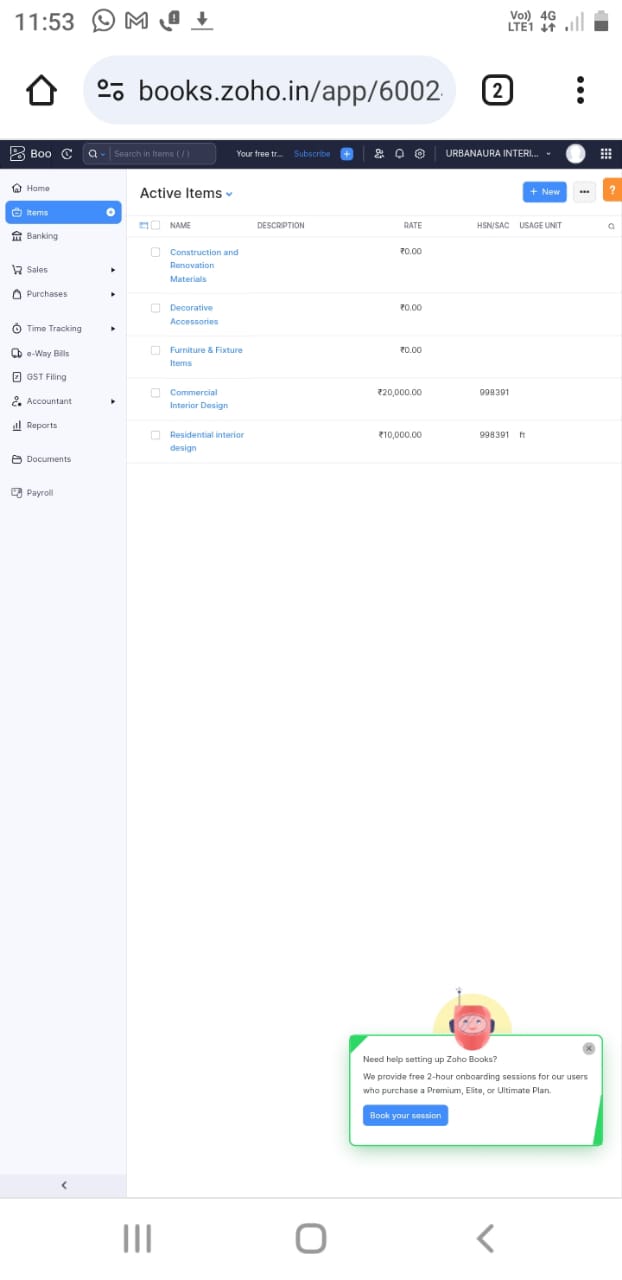 11:53
Vo) 4G
LTE1
books.zoho.in/app/6002
2
Boo
Search in Items ( / )
Your free tr...
Subscribe
URBANAURA INTERI...
Home
Items
Banking
Sales
Purchases
Time Tracking
e-Way Bills
GST Filing
Accountant
Reports
Documents
Payroll
Active Items
+ New
?
NAME DESCRIPTION RATE HSN/SAC USAGE UNIT
Construction and
Renovation
Materials
₹0.00
Decorative
Accessories
₹0.00
Furniture & Fixture
Items
₹0.00
Commercial
Interior Design
₹20,000.00 998391
Residential interior
design
₹10,000.00 998391 ft
Need help setting up Zoho Books?
We provide free 2-hour onboarding sessions for our users
who purchase a Premium, Elite, or Ultimate Plan.
Book your session